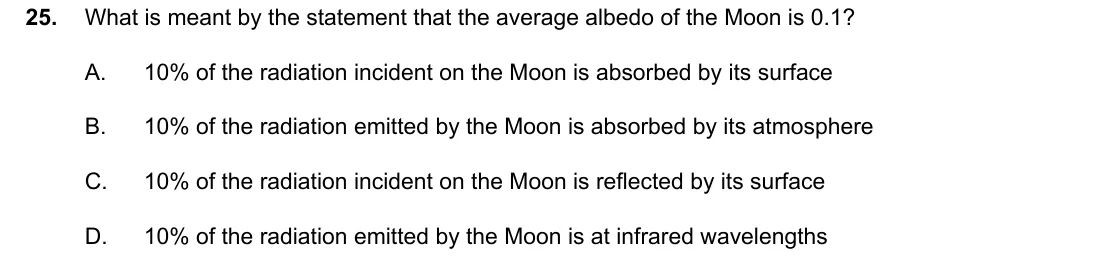 25. What is meant by the statement that the average albedo of the Moon is 0.1?
A. 10% of the radiation incident on the Moon is absorbed by its surface
B. 10% of the radiation emitted by the Moon is absorbed by its atmosphere
C. 10% of the radiation incident on the Moon is reflected by its surface
D. 10% of the radiation emitted by the Moon is at infrared wavelengths